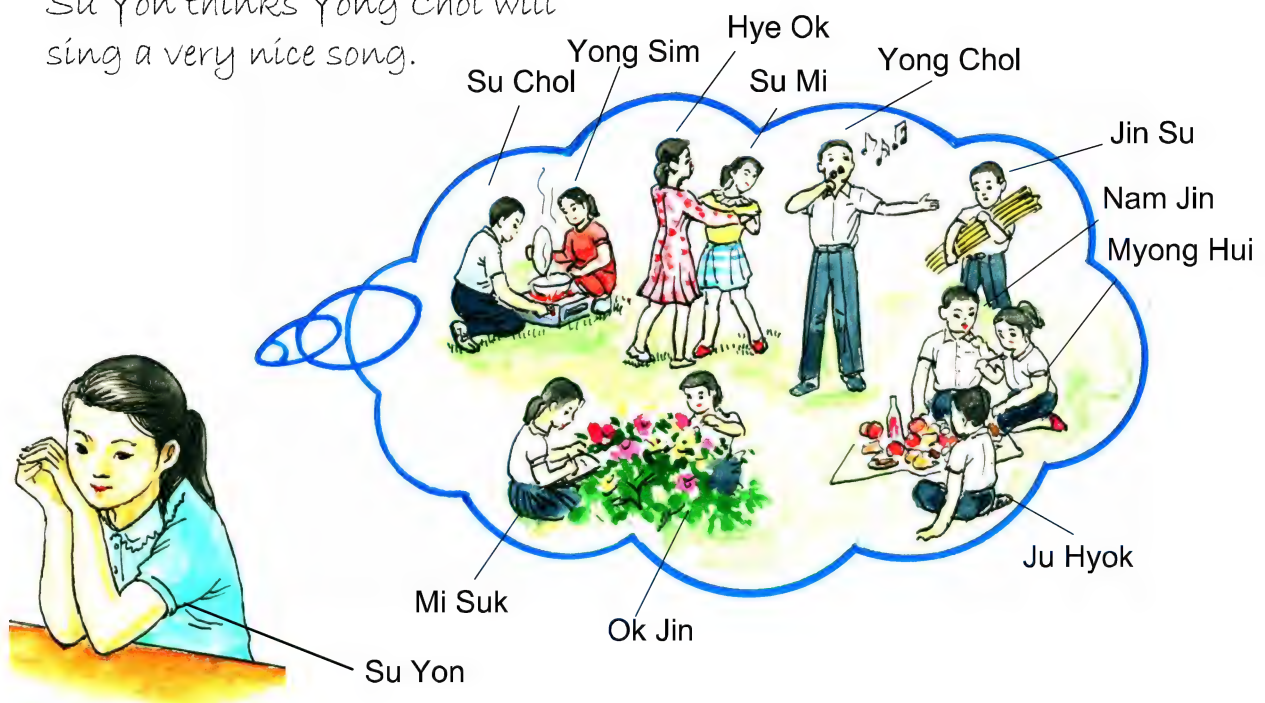 Su Yon thinks Yong Chol will
sing a very nice song.
Hye Ok
Yong Sim
Yong Chol
Su Chol
Su Mi
Jin Su
Nam Jin
Myong Hui
Ju Hyok
Mi Suk
Ok Jin
Su Yon